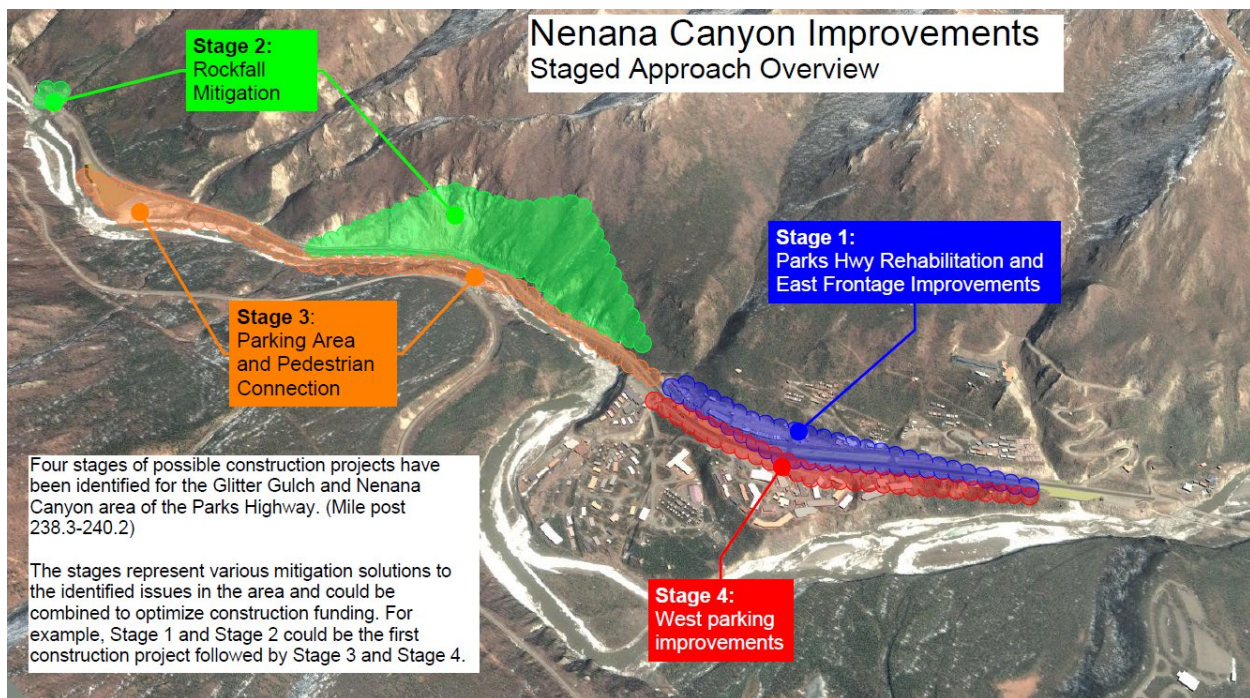 Nenana Canyon Improvements
Staged Approach Overview
Stage 2:
Rockfall
Mitigation
Stage 1:
Parks Hwy Rehabilitation and
East Frontage Improvements
Stage 3:
Parking Area
and Pedestrian
Connection
Four stages of possible construction projects have
been identified for the Glitter Gulch and Nenana
Canyon area of the Parks Highway. (Mile post
238.3-240.2)
The stages represent various mitigation solutions to
the identified issues in the area and could be
combined to optimize construction funding. For
example, Stage 1 and Stage 2 could be the first
construction project followed by Stage 3 and Stage 4.
Stage 4:
West parking
improvements